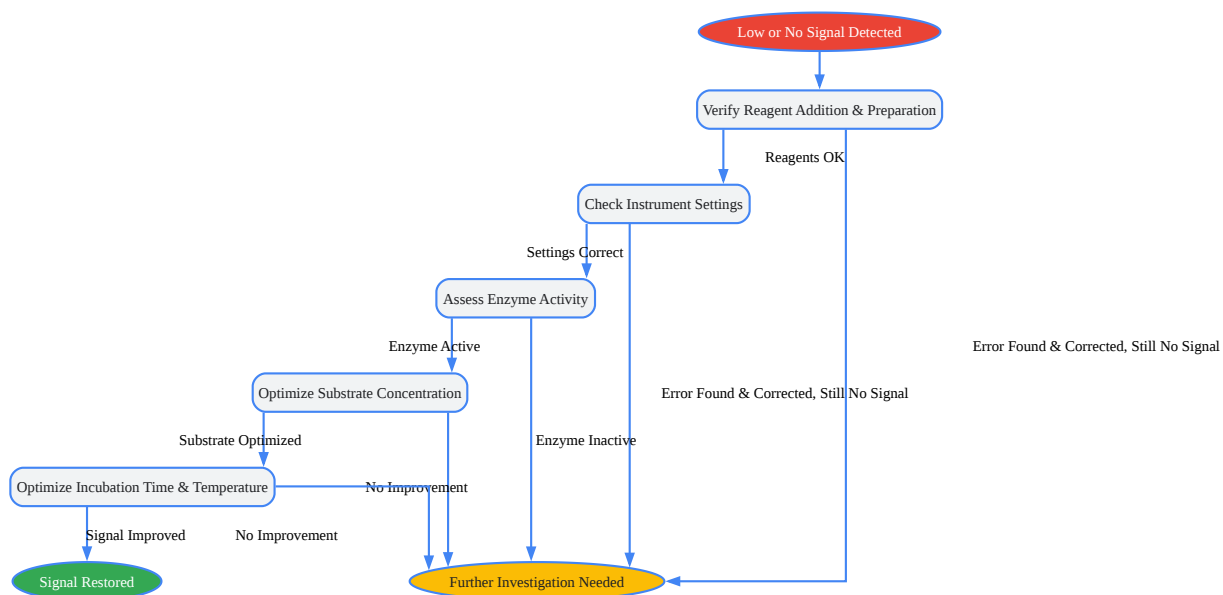 Low or No Signal Detected
Verify Reagent Addition & Preparation
Reagents OK
Check Instrument Settings
Settings Correct
Assess Enzyme Activity
Enzyme Active
Error Found & Corrected, Still No Signal
Optimize Substrate Concentration
Error Found & Corrected, Still No Signal
Substrate Optimized
Enzyme Inactive
Optimize Incubation Time & Temperature
No Improvement
Signal Improved
No Improvement
Signal Restored
Further Investigation Needed